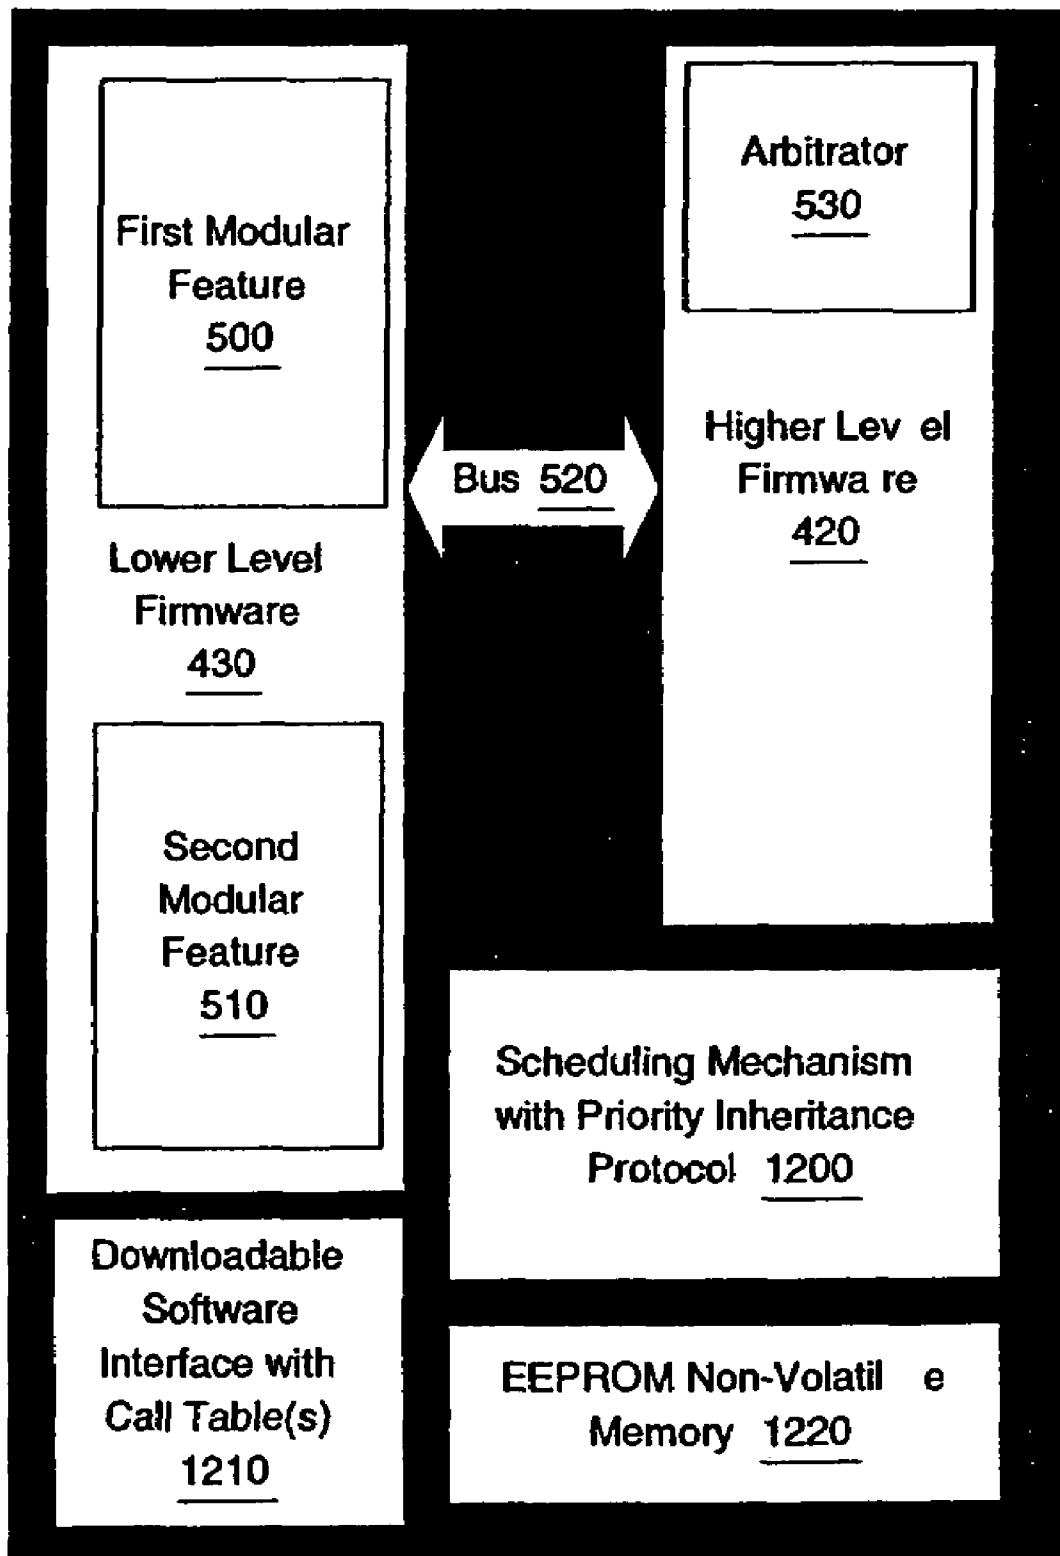 First Modular
Feature
500
Lower Level
Firmware
430
Second
Modular
Feature
510
Bus 520
Arbitrator
530
Higher Lev el
Firmwa re
420
Scheduling Mechanism
with Priority Inheritance
Protocol 1200
Downloadable
Software
Interface with
Call Table(s)
1210
EEPROM Non-Volatil e
Memory 1220